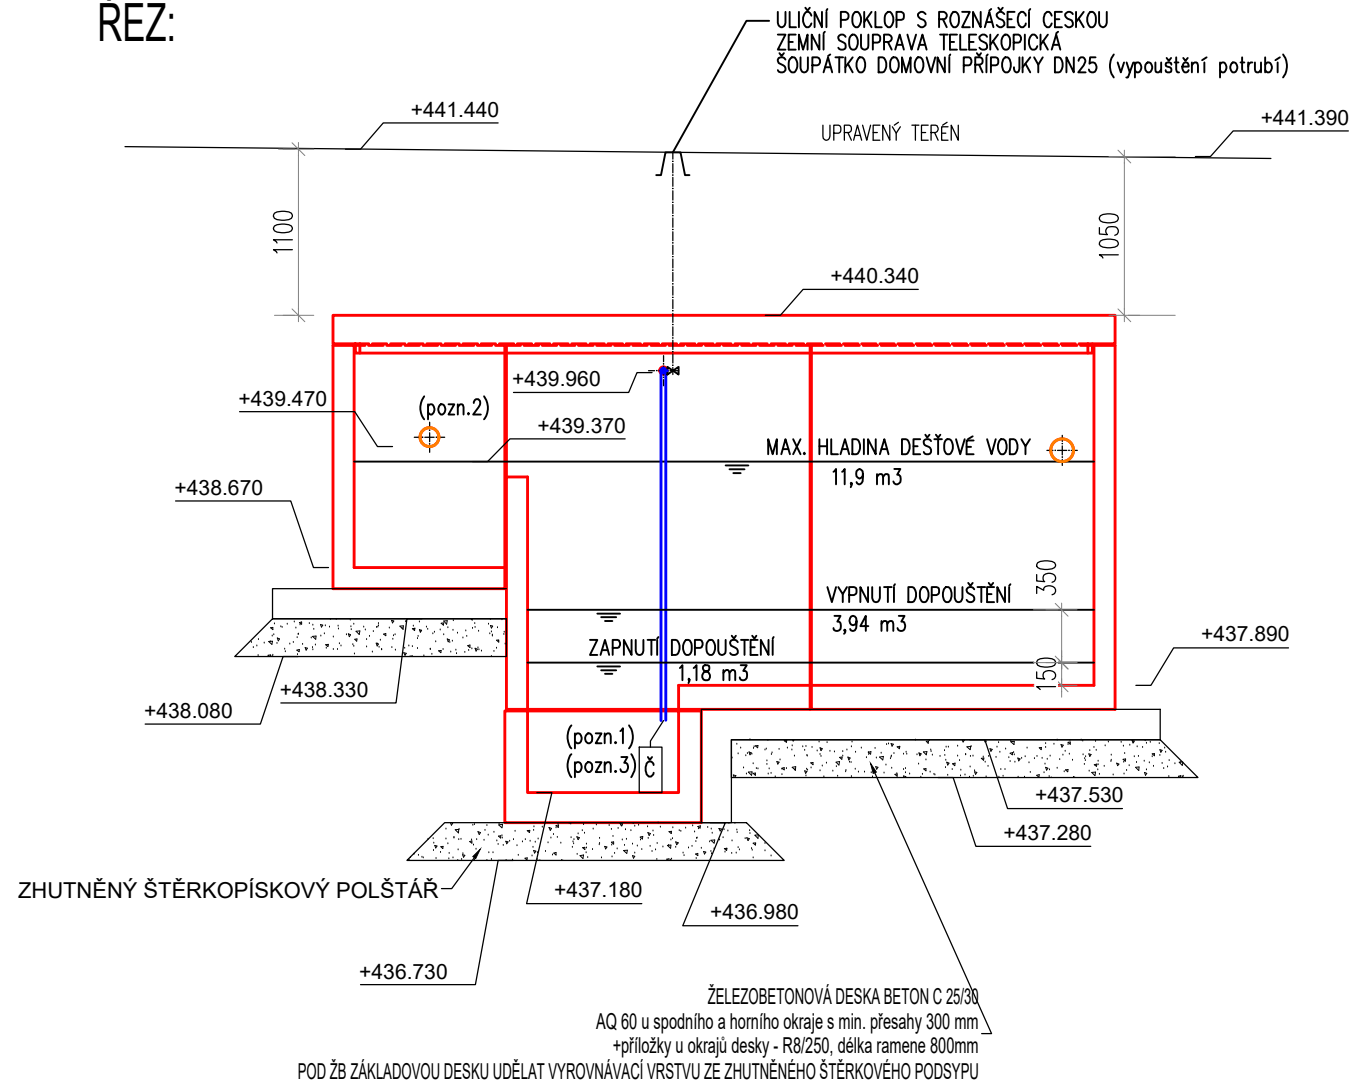 ŘEZ:
ULIČNÍ POKLOP S ROZNÁŠECÍ CESKOU
ZEMNÍ SOUPRAVA TELESKOPICKÁ
ŠOUPÁTKO DOMOVNÍ PŘÍPOJKY DN25 (vypouštění potrubí)
+441.440
UPRAVENÝ TERÉN
+441.390
1100
1050
+440.340
+439.960
+439.470
(pozn.2)
+439.370
MAX. HLADINA DEŠŤOVÉ VODY
11,9 m3
+438.670
350
VYPNUTÍ DOPOUŠTĚNÍ
3,94 m3
ZAPNUTÍ DOPOUŠTĚNÍ
1,18 m3
150
+437.890
+438.330
+438.080
(pozn.1)
(pozn.3)
Č
+437.530
+437.280
ZHUTNĚNÝ ŠTĚRKOPÍSKOVÝ POLŠTÁŘ
+437.180
+436.980
+436.730
ŽELEZOBETONOVÁ DESKA BETON C 25/30
AQ 60 u spodního a horního okraje s min. přesahy 300 mm
+příložky u okrajů desky - R8/250, délka ramene 800mm
POD ŽB ZÁKLADOVOU DESKU UDĚLAT VYROVNÁVACÍ VRSTVU ZE ZHUTNĚNÉHO ŠTĚRKOVÉHO PODSYPU